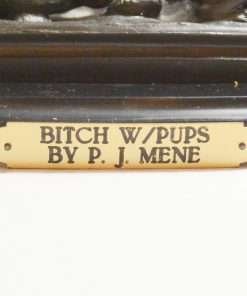 BITCH W/PUPS
BY P. J. MENE